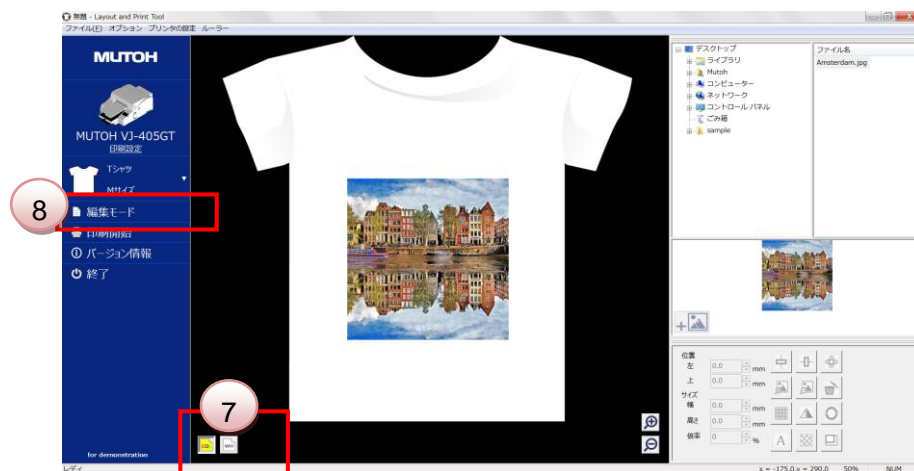 無題 - Layout and Print Tool
ファイル(F) オプション プリンタの設定 ルーラー
MUTOH
MUTOH VJ-405GT
印刷設定
Tシャツ
Mサイズ
8
編集モード
印刷開始
バージョン情報
終了
for demonstration
7
COL
WH
デスクトップ
ライブラリ
Mutoh
コンピューター
ネットワーク
コントロール パネル
ごみ箱
sample
ファイル名
Amsterdam.jpg
位置
左 0.0 mm
上 0.0 mm
サイズ
幅 0.0 mm
高さ 0.0 mm
倍率 0 %
A
レディ
x = -175.0,y = 290.0 50% NUM